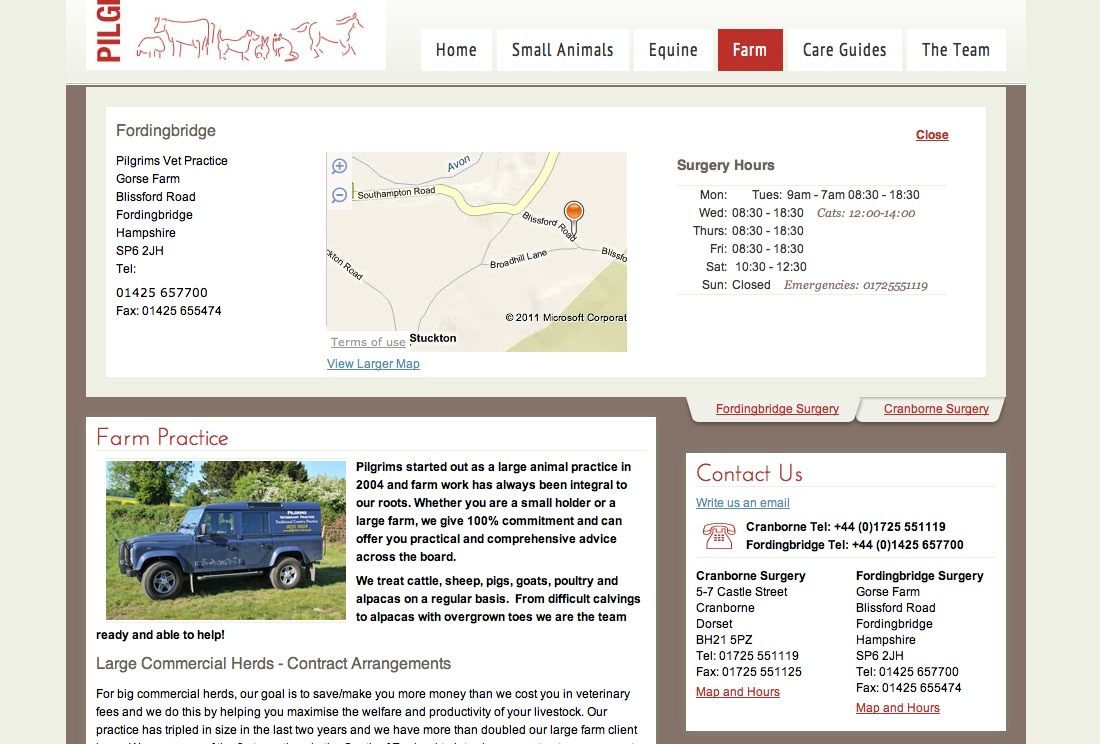 PILGI
Home
Small Animals
Equine
Farm
Care Guides
The Team
Fordingbridge
Close
Pilgrims Vet Practice
Gorse Farm
Blissford Road
Fordingbridge
Hampshire
SP6 2JH
Tel:
01425 657700
Fax: 01425 655474
Avon
Southampton Road
Blissford Road
Broadhill Lane
Blissfo
kton Road
© 2011 Microsoft Corporat
Terms of use
Stuckton
View Larger Map
Surgery Hours
Mon: Tues: 9am - 7am 08:30 - 18:30
Wed: 08:30 - 18:30 Cats: 12:00-14:00
Thurs: 08:30 - 18:30
Fri: 08:30 - 18:30
Sat: 10:30 - 12:30
Sun: Closed Emergencies: 01725551119
Fordingbridge Surgery
Cranborne Surgery
Farm Practice
PILGRIMS
Pilgrims started out as a large animal practice in
2004 and farm work has always been integral to
our roots. Whether you are a small holder or a
large farm, we give 100% commitment and can
offer you practical and comprehensive advice
across the board.
We treat cattle, sheep, pigs, goats, poultry and
alpacas on a regular basis. From difficult calvings
to alpacas with overgrown toes we are the team
ready and able to help!
Large Commercial Herds - Contract Arrangements
For big commercial herds, our goal is to save/make you more money than we cost you in veterinary
fees and we do this by helping you maximise the welfare and productivity of your livestock. Our
practice has tripled in size in the last two years and we have more than doubled our large farm client
Contact Us
Write us an email
Cranborne Tel: +44 (0)1725 551119
Fordingbridge Tel: +44 (0)1425 657700
Cranborne Surgery
5-7 Castle Street
Cranborne
Dorset
BH21 5PZ
Tel: 01725 551119
Fax: 01725 551125
Map and Hours
Fordingbridge Surgery
Gorse Farm
Blissford Road
Fordingbridge
Hampshire
SP6 2JH
Tel: 01425 657700
Fax: 01425 655474
Map and Hours